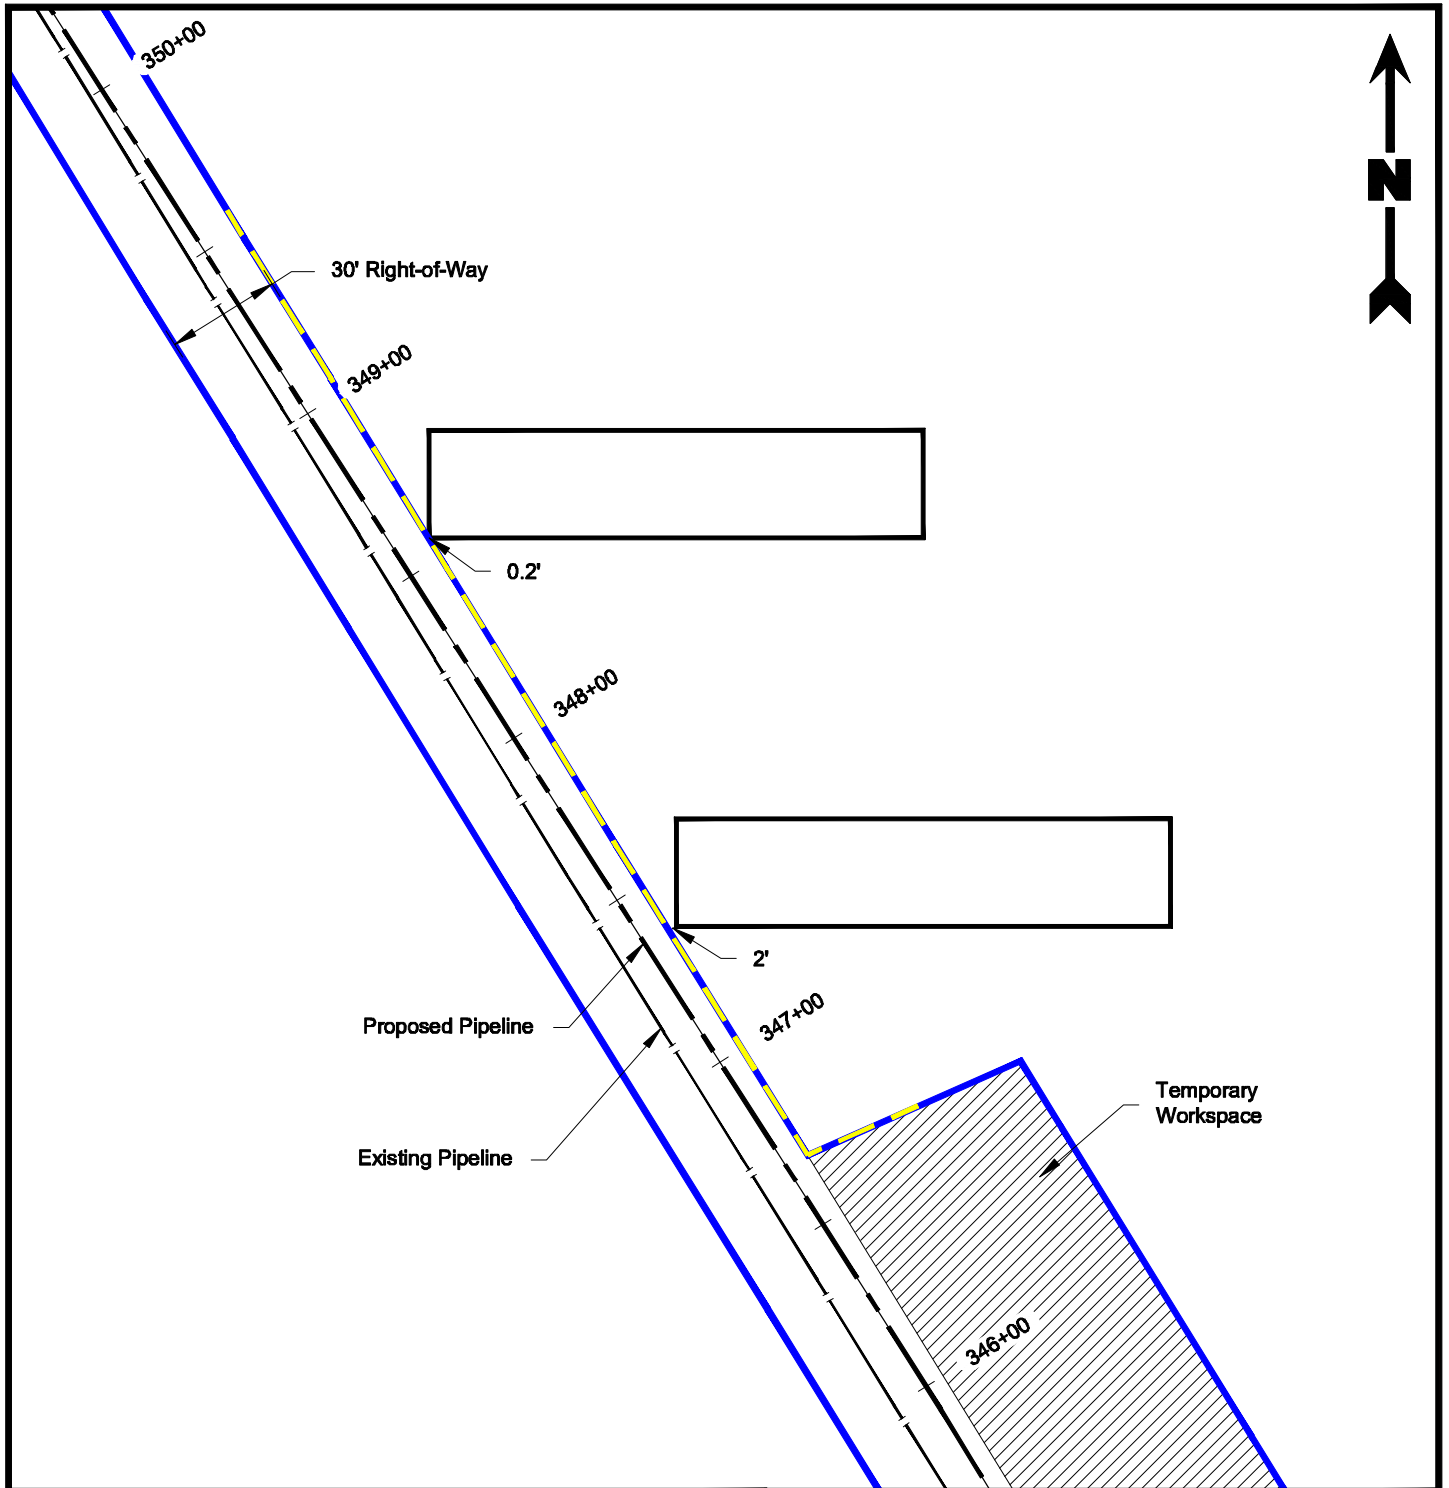 350+00
N
30' Right-of-Way
349+00
0.2'
348+00
2'
347+00
Proposed Pipeline
Temporary
Workspace
Existing Pipeline
346+00